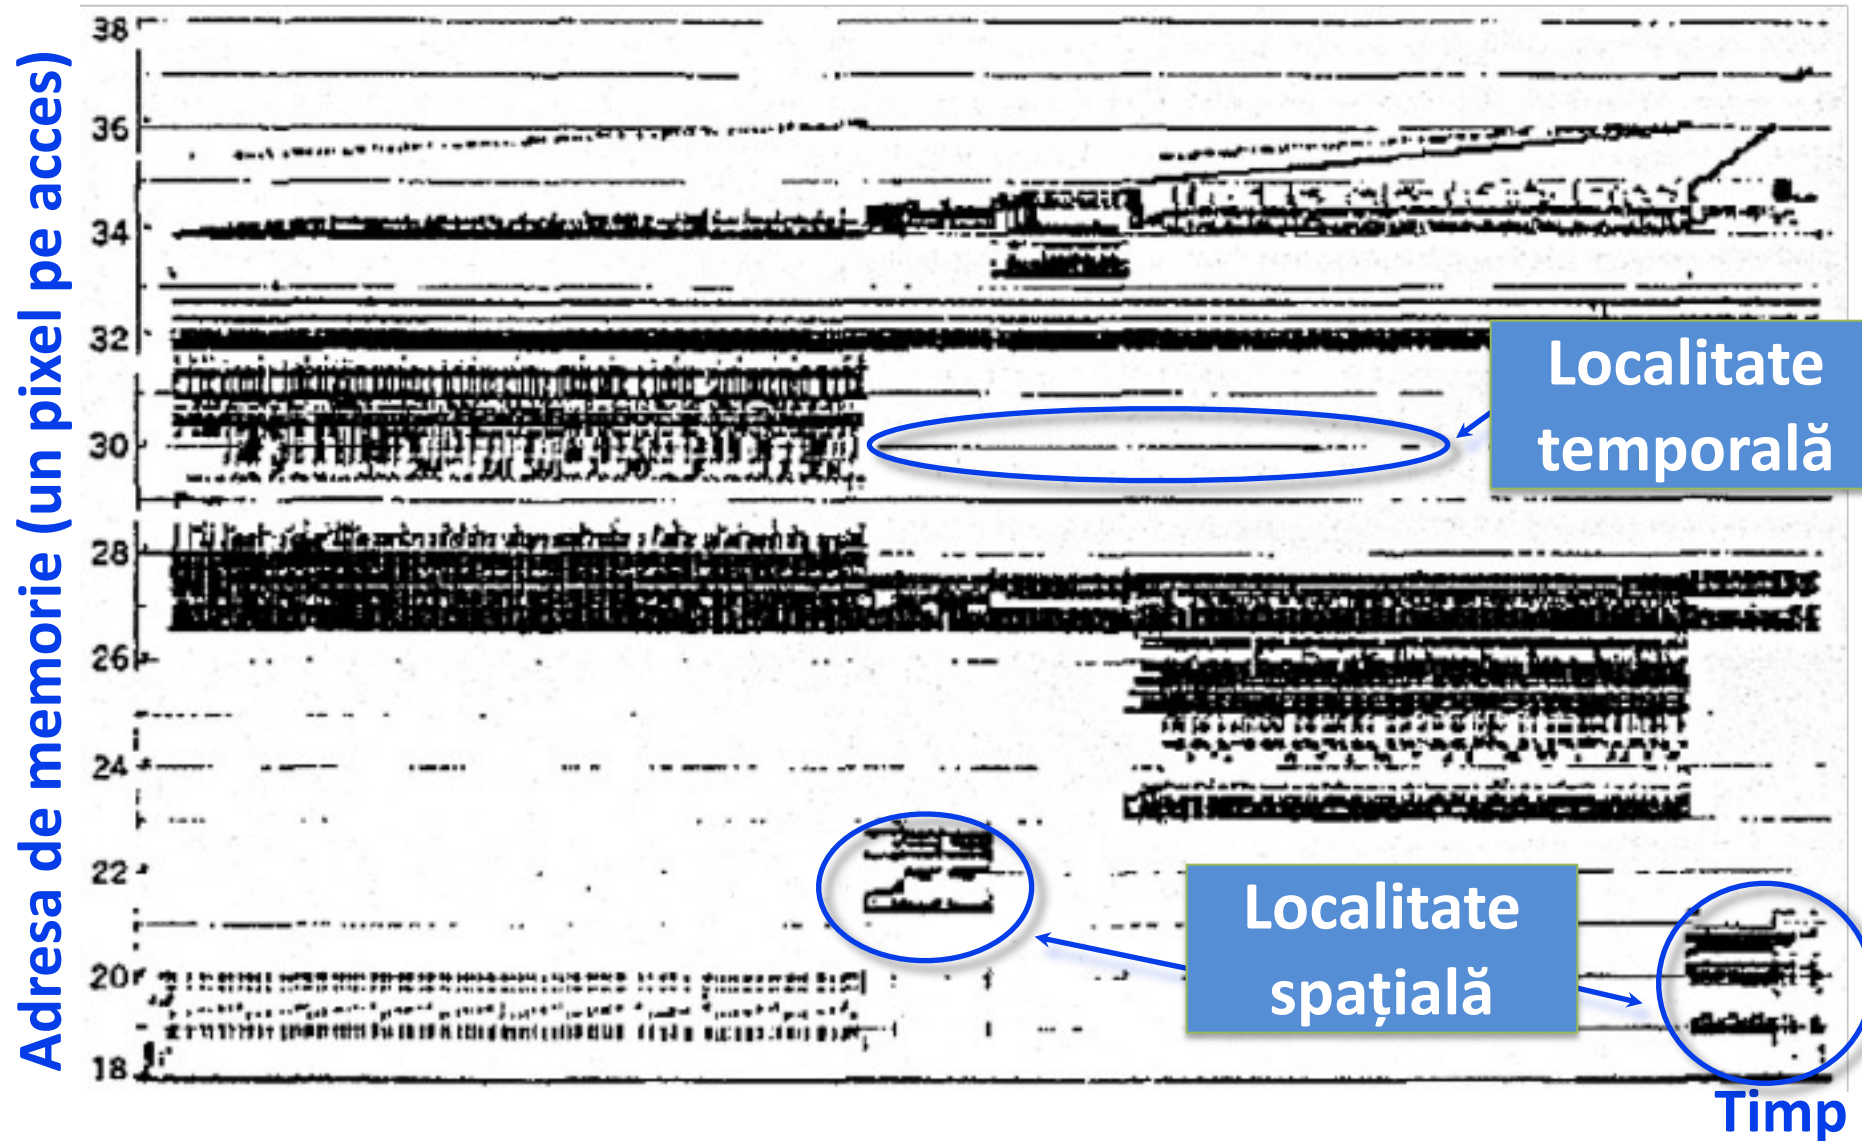 Adresa de memorie (un pixel pe acces)
38
36
34
32
30
28
26
24
22
20
18
Localitate
temporală
Localitate
spațială
Timp